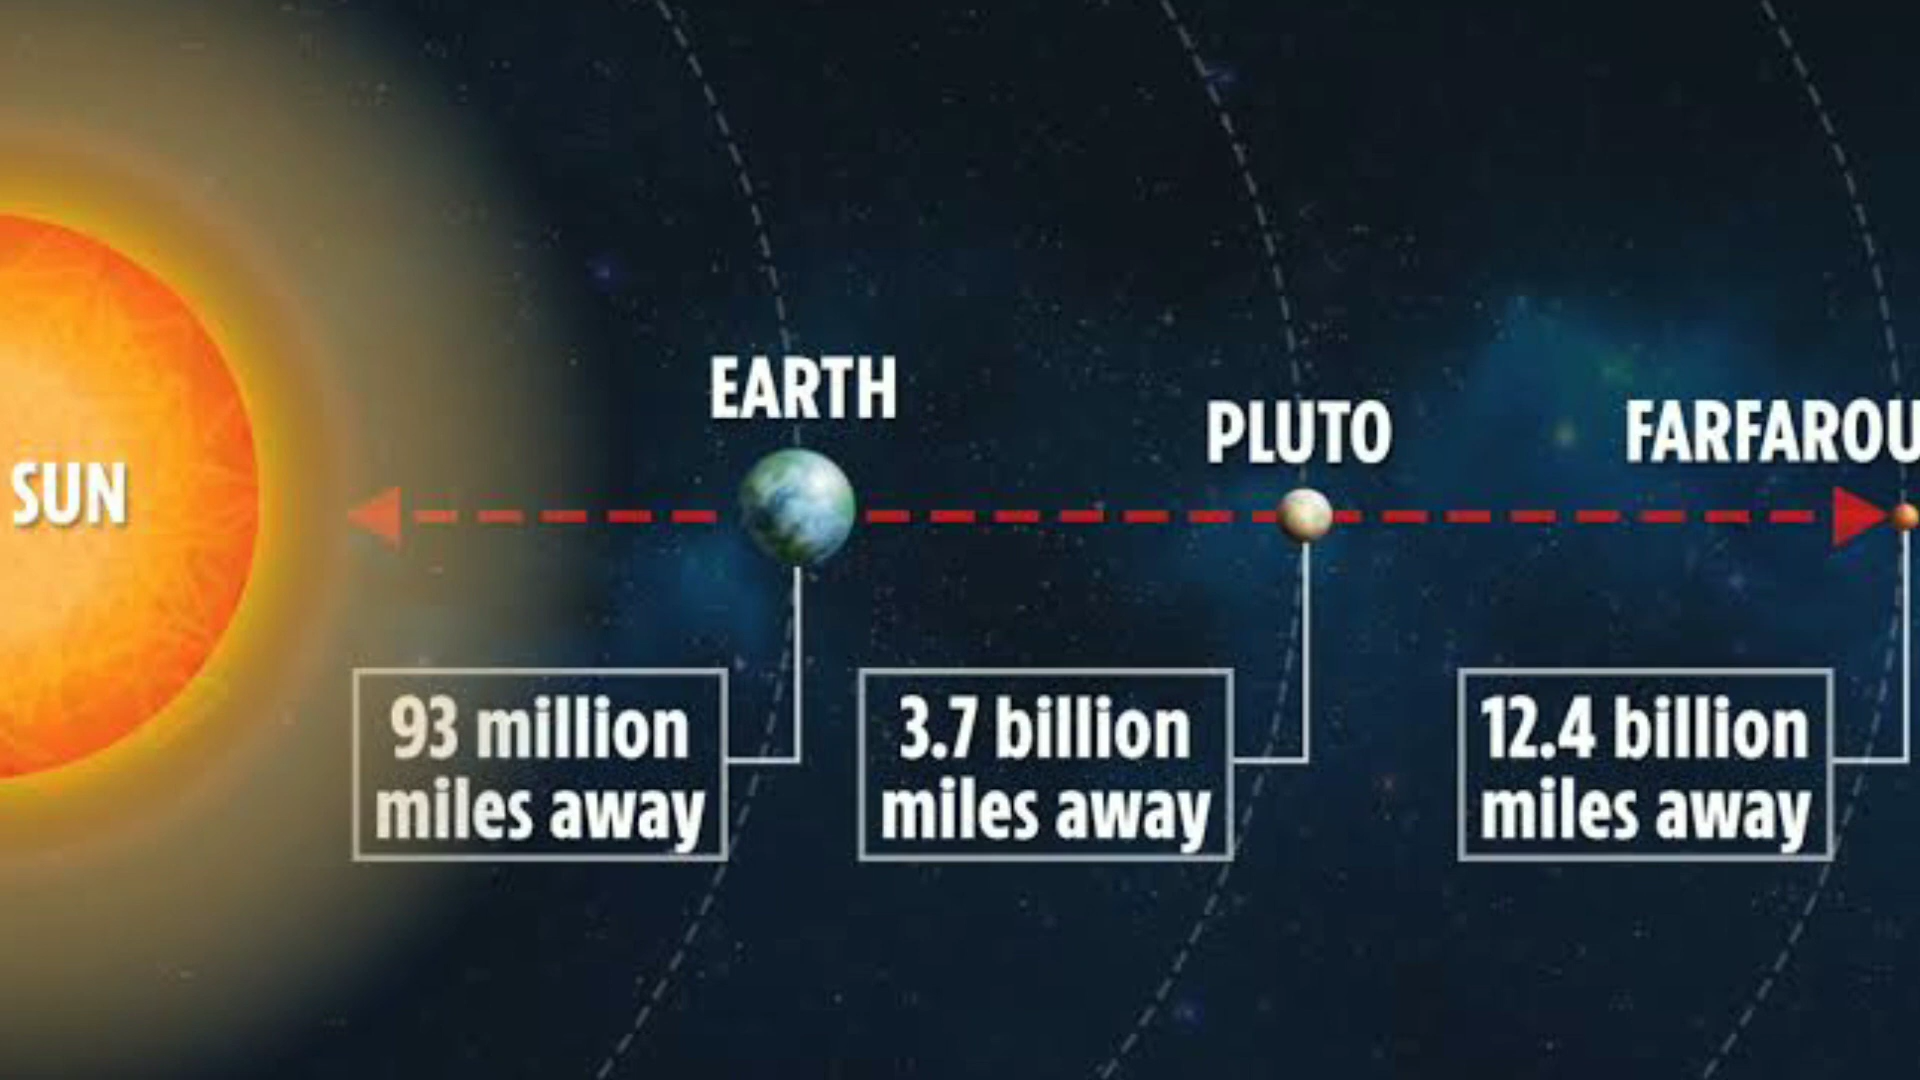 SUN
EARTH
PLUTO
FARFAROU
93 million
miles away
3.7 billion
miles away
12.4 billion
miles away